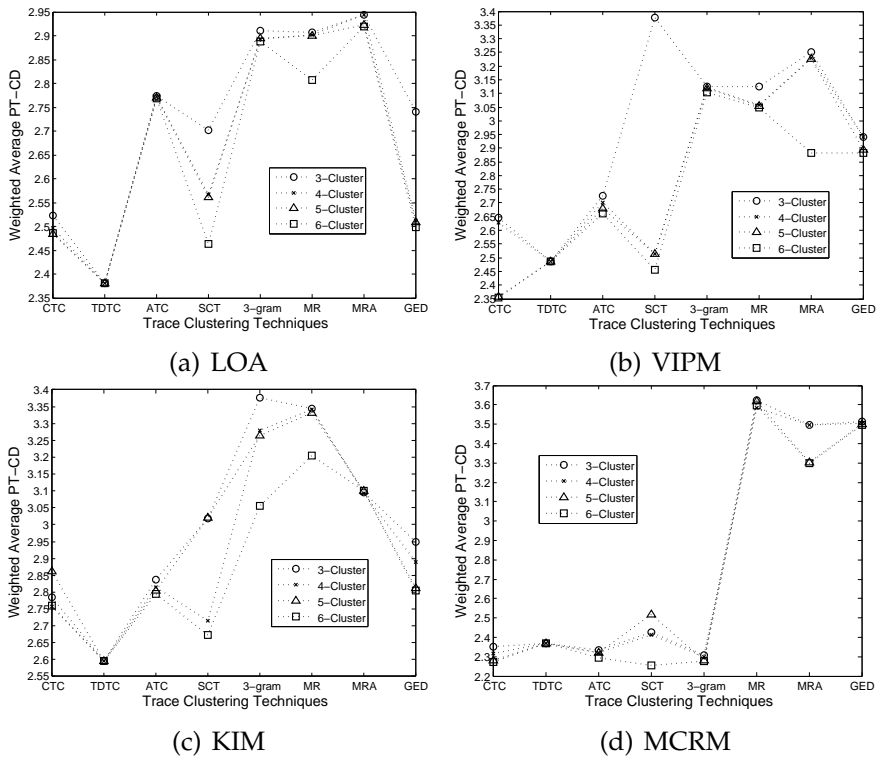 2.95
2.9
2.85
2.8
2.75
2.7
2.65
2.6
2.55
2.5
2.45
2.4
2.35
Weighted Average PT−CD
3−Cluster
4−Cluster
5−Cluster
6−Cluster
CTC TDTC ATC SCT 3−gram MR MRA GED
Trace Clustering Techniques
(a) LOA
3.4
3.35
3.3
3.25
3.2
3.15
3.1
3.05
3
2.95
2.9
2.85
2.8
2.75
2.7
2.65
2.6
2.55
2.5
2.45
2.4
2.35
Weighted Average PT−CD
3−Cluster
4−Cluster
5−Cluster
6−Cluster
CTC TDTC ATC SCT 3−gram MR MRA GED
Trace Clustering Techniques
(b) VIPM
3.4
3.35
3.3
3.25
3.2
3.15
3.1
3.05
3
2.95
2.9
2.85
2.8
2.75
2.7
2.65
2.6
2.55
Weighted Average PT−CD
3−Cluster
4−Cluster
5−Cluster
6−Cluster
CTC TDTC ATC SCT 3−gram MR MRA GED
Trace Clustering Techniques
(c) KIM
3.7
3.6
3.5
3.4
3.3
3.2
3.1
3
2.9
2.8
2.7
2.6
2.5
2.4
2.3
2.2
Weighted Average PT−CD
3−Cluster
4−Cluster
5−Cluster
6−Cluster
CTC TDTC ATC SCT 3−gram MR MRA GED
Trace Clustering Techniques
(d) MCRM